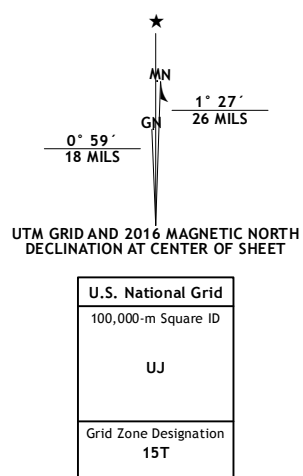 ★
MN
1° 27´
26 MILS
GN
0° 59´
18 MILS
UTM GRID AND 2016 MAGNETIC NORTH
DECLINATION AT CENTER OF SHEET
U.S. National Grid
100,000-m Square ID
UJ
Grid Zone Designation
15T